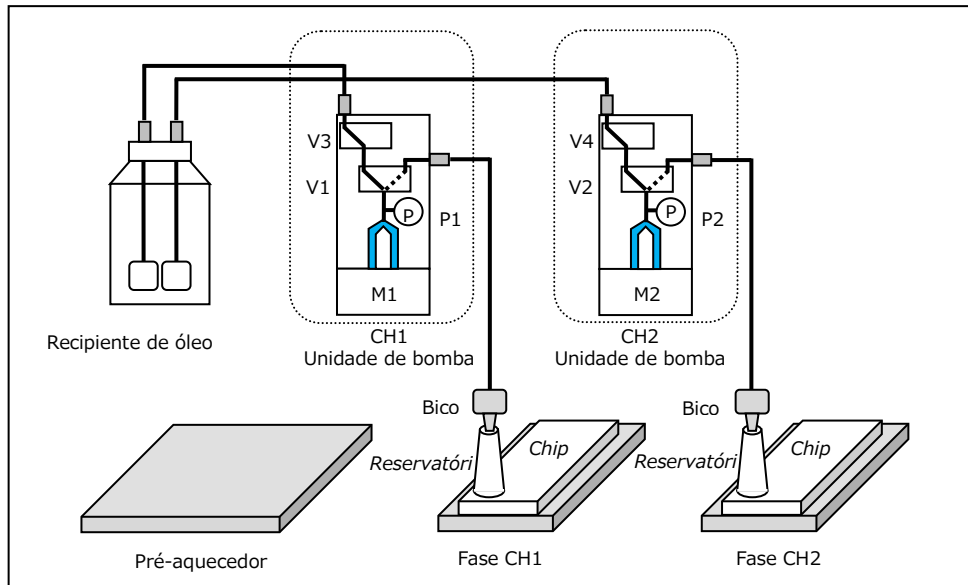 V3
V4
V1
V2
P
P1
P
P2
M1
M2
Recipiente de óleo
CH1
Unidade de bomba
CH2
Unidade de bomba
Bico
Bico
Reservatóri
Chip
Reservatóri
Chip
Pré-aquecedor
Fase CH1
Fase CH2